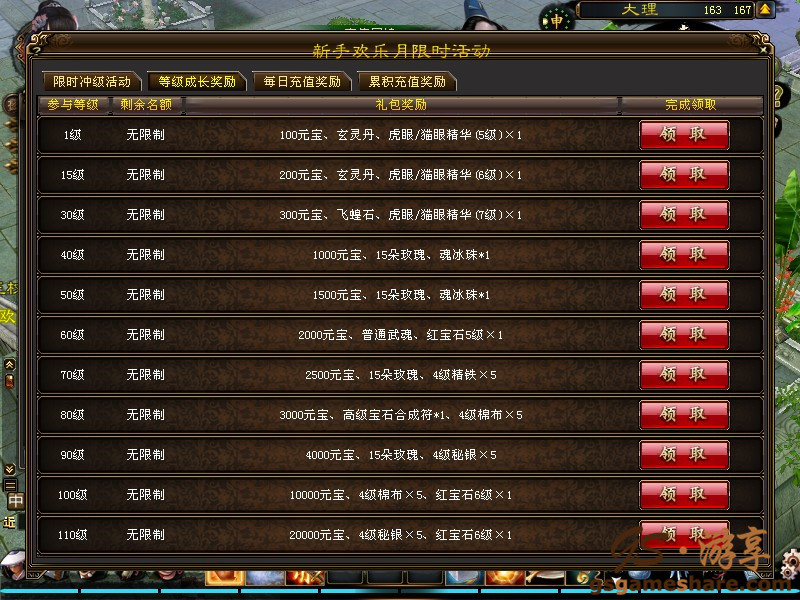 大理 163 167
申
新手欢乐月限时活动
限时冲级活动 等级成长奖励 每日充值奖励 累积充值奖励
参与等级 剩余名额 礼包奖励 完成领取
1级 无限制 100元宝、玄灵丹、虎眼/猫眼精华(5级)×1 领取
15级 无限制 200元宝、玄灵丹、虎眼/猫眼精华(6级)×1 领取
30级 无限制 300元宝、飞蝗石、虎眼/猫眼精华(7级)×1 领取
40级 无限制 1000元宝、15朵玫瑰、魂冰珠*1 领取
50级 无限制 1500元宝、15朵玫瑰、魂冰珠*1 领取
60级 无限制 2000元宝、普通武魂、红宝石5级×1 领取
70级 无限制 2500元宝、15朵玫瑰、4级精铁×5 领取
80级 无限制 3000元宝、高级宝石合成符*1、4级棉布×5 领取
90级 无限制 4000元宝、15朵玫瑰、4级秘银×5 领取
100级 无限制 10000元宝、4级棉布×5、红宝石6级×1 领取
110级 无限制 20000元宝、4级秘银×5、红宝石6级×1 领取
欢
近
游享
gsgameshare.com